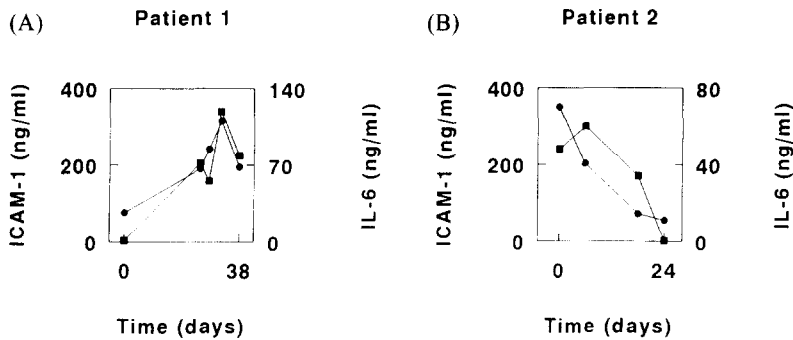 (A)
Patient 1
ICAM-1 (ng/ml)
400
200
0
140
70
0
IL-6 (ng/ml)
0
38
Time (days)
(B)
Patient 2
ICAM-1 (ng/ml)
400
200
0
80
40
0
IL-6 (ng/ml)
0
24
Time (days)